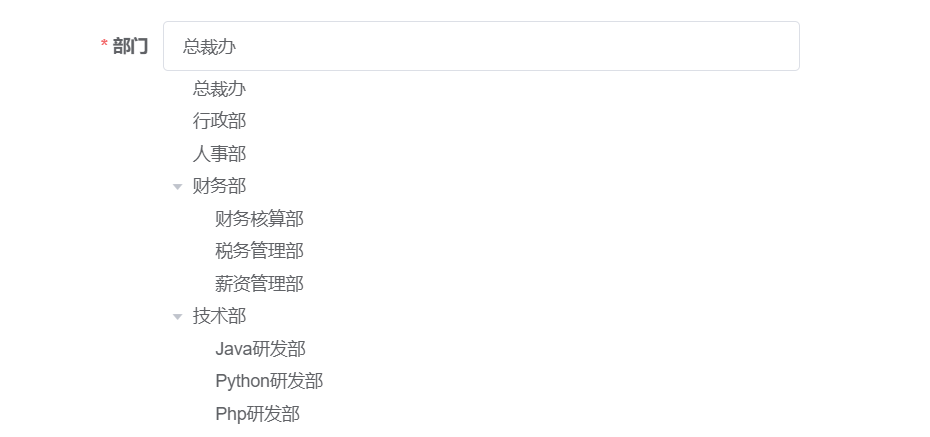 * 部门 总裁办
总裁办
行政部
人事部
财务部
财务核算部
税务管理部
薪资管理部
技术部
Java研发部
Python研发部
Php研发部